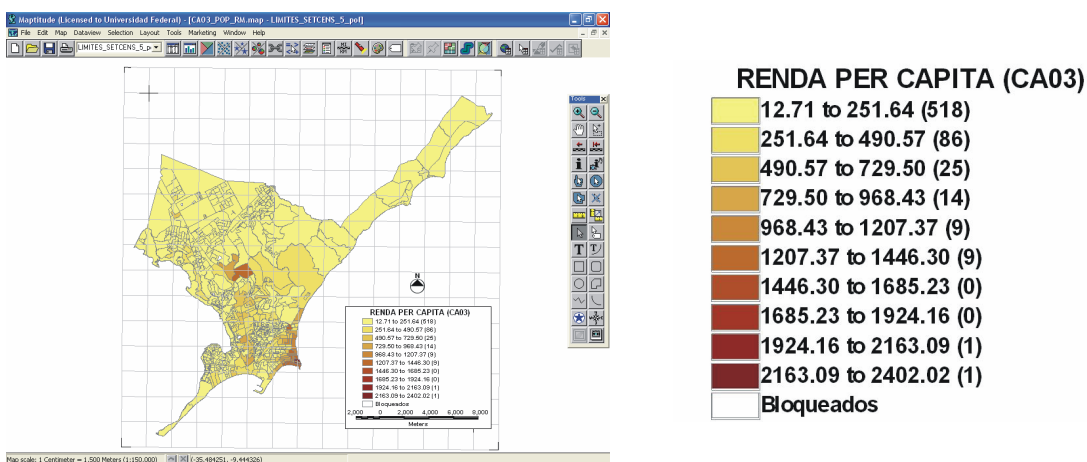 Maptitude (Licensed to Universidad Federal) - [CA03_POP_RM.map - LIMITES_SETCENS_5_pol]
File Edit Map Dataview Selection Layout Tools Marketing Window Help
LIMITES_SETCENS_5_p
Tools
N
RENDA PER CAPITA (CA03)
12.71 to 251.64 (518)
251.64 to 490.57 (86)
490.57 to 729.50 (25)
729.50 to 968.43 (14)
968.43 to 1207.37 (9)
1207.37 to 1446.30 (9)
1446.30 to 1685.23 (0)
1685.23 to 1924.16 (0)
1924.16 to 2163.09 (1)
2163.09 to 2402.02 (1)
Bloqueados
2,000 0 2,000 4,000 6,000 8,000
Meters
Map scale: 1 Centimeter = 1,500 Meters (1:150.000) (-35.484251, -9.444326)
RENDA PER CAPITA (CA03)
12.71 to 251.64 (518)
251.64 to 490.57 (86)
490.57 to 729.50 (25)
729.50 to 968.43 (14)
968.43 to 1207.37 (9)
1207.37 to 1446.30 (9)
1446.30 to 1685.23 (0)
1685.23 to 1924.16 (0)
1924.16 to 2163.09 (1)
2163.09 to 2402.02 (1)
Bloqueados